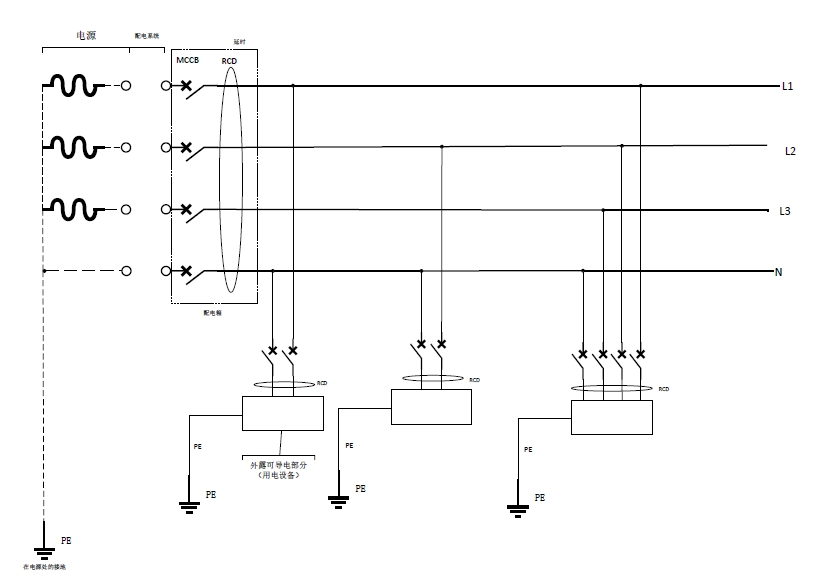 电源
配电系统
延时
MCCB
RCD
L1
L2
L3
N
配电箱
RCD
RCD
RCD
PE
PE
PE
外露可导电部分
（用电设备）
PE
PE
PE
PE
在电源处的接地